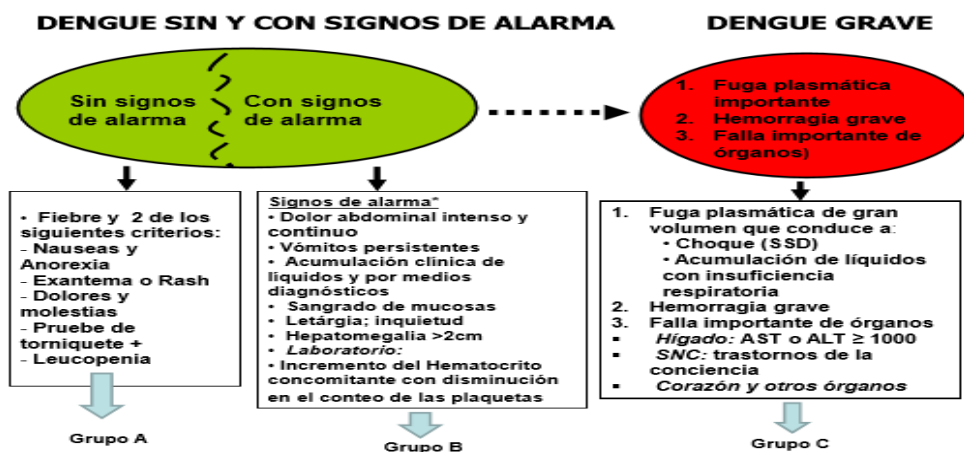 DENGUE SIN Y CON SIGNOS DE ALARMA
DENGUE GRAVE
Sin signos
de alarma
Con signos
de alarma
1. Fuga plasmática
importante
2. Hemorragia grave
3. Falla importante de
órganos)
• Fiebre y 2 de los
siguientes criterios:
- Nauseas y
Anorexia
- Exantema o Rash
- Dolores y
molestias
- Pruebe de
torniquete +
- Leucopenia
Grupo A
Signos de alarma*
• Dolor abdominal intenso y
continuo
• Vómitos persistentes
• Acumulación clínica de
líquidos y por medios
diagnósticos
• Sangrado de mucosas
• Letárgia; inquietud
• Hepatomegalia >2cm
• Laboratorio:
• Incremento del Hematocrito
concomitante con disminución
en el conteo de las plaquetas
Grupo B
1. Fuga plasmática de gran
volumen que conduce a:
• Choque (SSD)
• Acumulación de líquidos
con insuficiencia
respiratoria
2. Hemorragia grave
3. Falla importante de órganos
▪ Hígado: AST o ALT ≥ 1000
▪ SNC: trastornos de la
conciencia
▪ Corazón y otros órganos
Grupo C